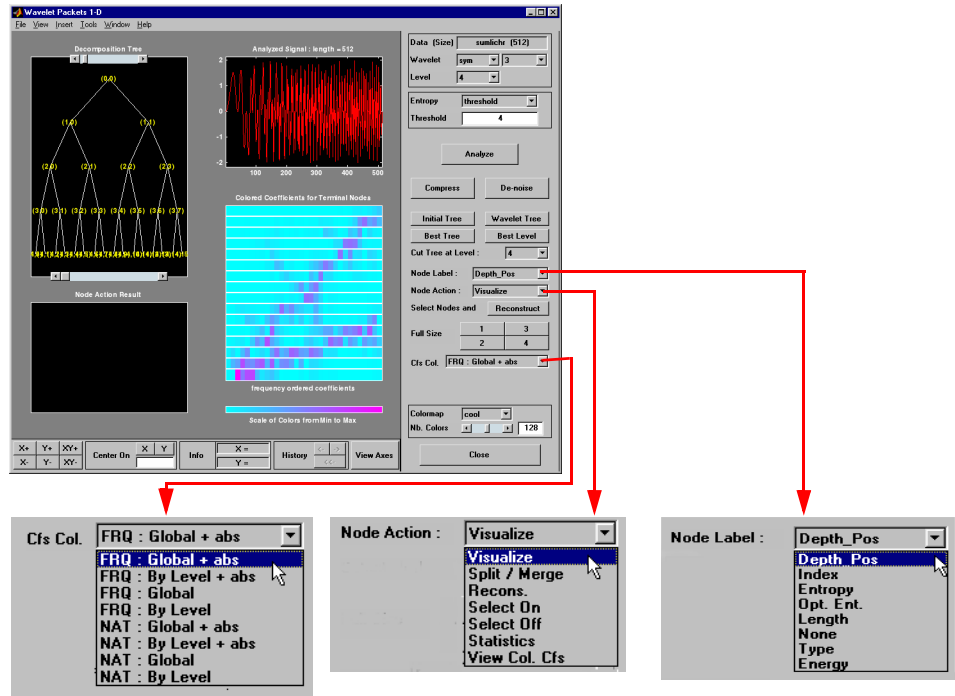 Wavelet Packets 1-D
File View Insert Tools Window Help
Decomposition Tree
(0,0)
(1,0) (1,1)
(2,0) (2,1) (2,2) (2,3)
(3,0) (3,1) (3,2) (3,3) (3,4) (3,5) (3,6) (3,7)
Node Action Result
Analyzed Signal : length = 512
2
1
0
-1
-2
100 200 300 400 500
Colored Coefficients for Terminal Nodes
frequency ordered coefficients
Scale of Colors from Min to Max
Data (Size) sumlichr (512)
Wavelet sym 3
Level 4
Entropy threshold
Threshold 4
Analyze
Compress De-noise
Initial Tree Wavelet Tree
Best Tree Best Level
Cut Tree at Level : 4
Node Label : Depth_Pos
Node Action : Visualize
Select Nodes and Reconstruct
Full Size 1 3
2 4
Cfs Col. FRQ : Global + abs
Colormap cool
Nb. Colors 128
Close
X+ Y+ XY+
X- Y- XY-
Center On X Y
Info X =
Y =
History <- ->
<<-
View Axes
Cfs Col. FRQ : Global + abs
FRQ : Global + abs
FRQ : By Level + abs
FRQ : Global
FRQ : By Level
NAT : Global + abs
NAT : By Level + abs
NAT : Global
NAT : By Level
Node Action : Visualize
Visualize
Split / Merge
Recons.
Select On
Select Off
Statistics
View Col. Cfs
Node Label : Depth_Pos
Depth_Pos
Index
Entropy
Opt. Ent.
Length
None
Type
Energy